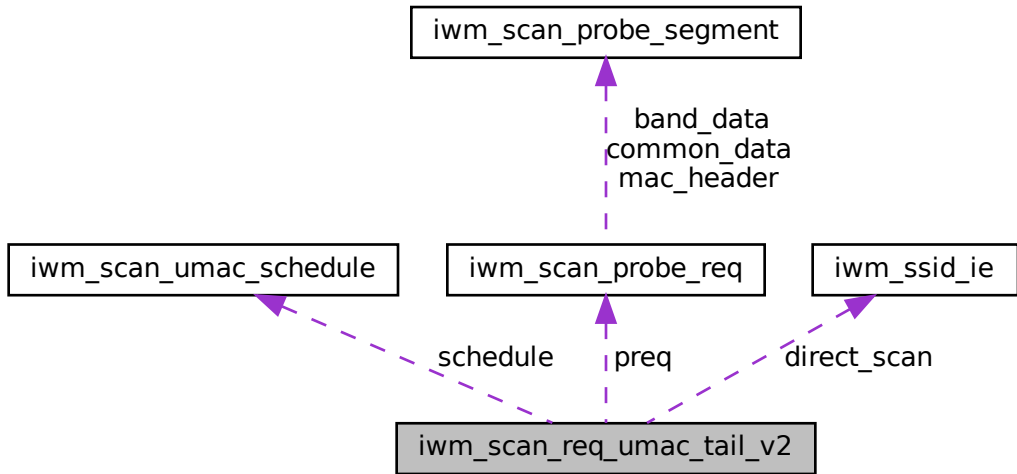 iwm_scan_probe_segment
band_data
common_data
mac_header
iwm_scan_umac_schedule
iwm_scan_probe_req
iwm_ssid_ie
schedule
preq
direct_scan
iwm_scan_req_umac_tail_v2